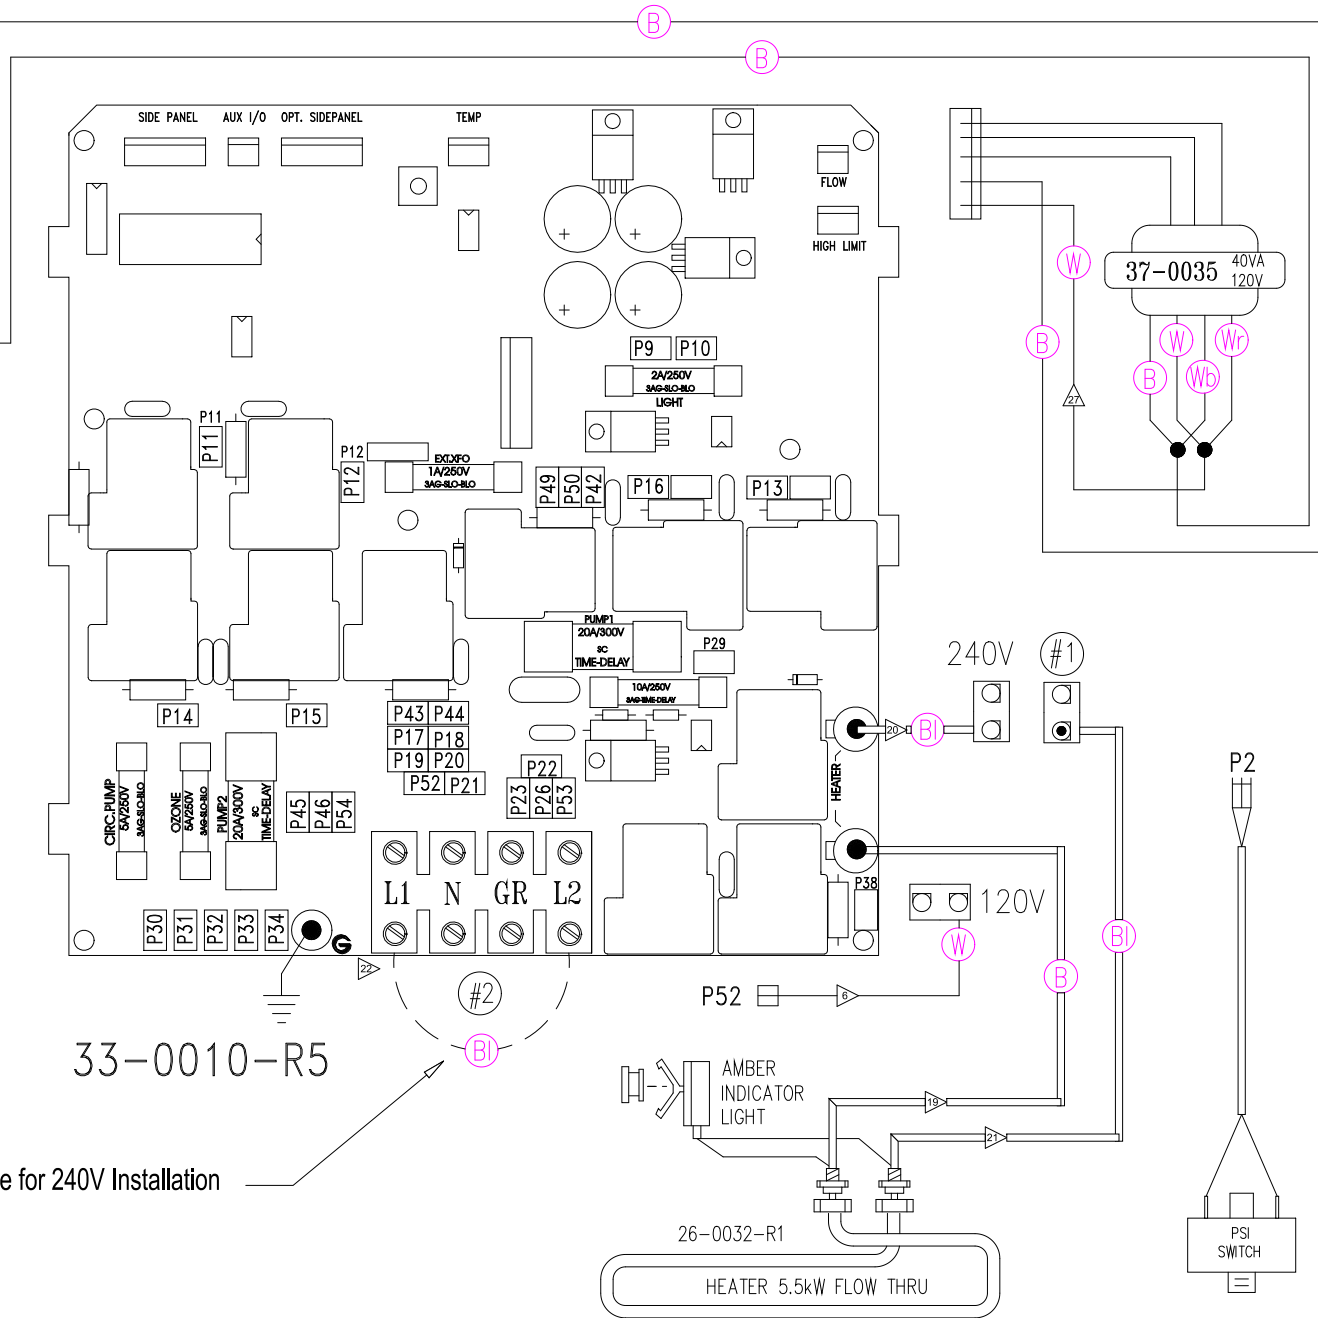 B
B
SIDE PANEL AUX I/O OPT. SIDEPANEL TEMP
FLOW
HIGH LIMIT
W
37-0035 40VA
120V
B
B
W
Wb
Wr
27
P9 P10
2A/250V
3AG-SLO-BLO
LIGHT
P11
P11
P12
P12
EXT.XFO
1A/250V
3AG-SLO-BLO
P49
P50
P42
P16
P13
PUMP1
20A/300V
SC
TIME-DELAY
P29
10A/250V
3AG-TIME-DELAY
240V
#1
P14
P15
P43 P44
P17 P18
P19 P20
P52 P21
P22
P23
P26
P53
20
Bl
HEATER
CIRC.PUMP
5A/250V
3AG-SLO-BLO
OZONE
5A/250V
3AG-SLO-BLO
PUMP2
20A/300V
SC
TIME-DELAY
P45
P46
P54
P2
L1 N GR L2
P38
120V
P30
P31
P32
P33
P34
G
22
#2
Bl
W
P52
6
B
Bl
33-0010-R5
AMBER
INDICATOR
LIGHT
19
21
e for 240V Installation
26-0032-R1
HEATER 5.5kW FLOW THRU
PSI
SWITCH